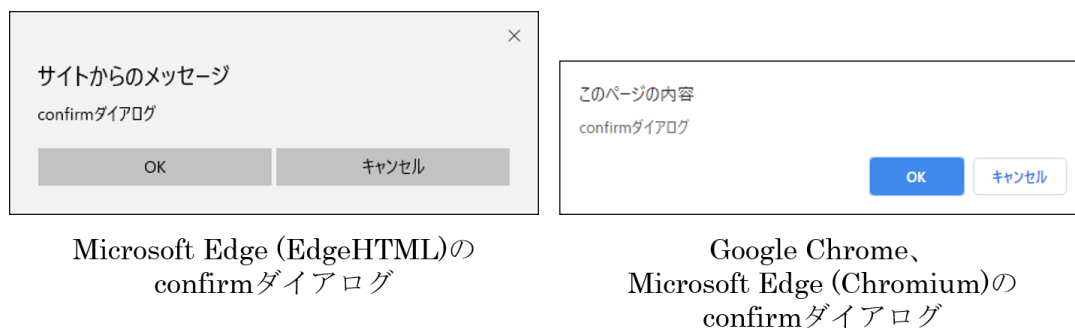 サイトからのメッセージ
confirmダイアログ
OK
キャンセル
Microsoft Edge (EdgeHTML)の
confirmダイアログ
このページの内容
confirmダイアログ
OK
キャンセル
Google Chrome、
Microsoft Edge (Chromium)の
confirmダイアログ